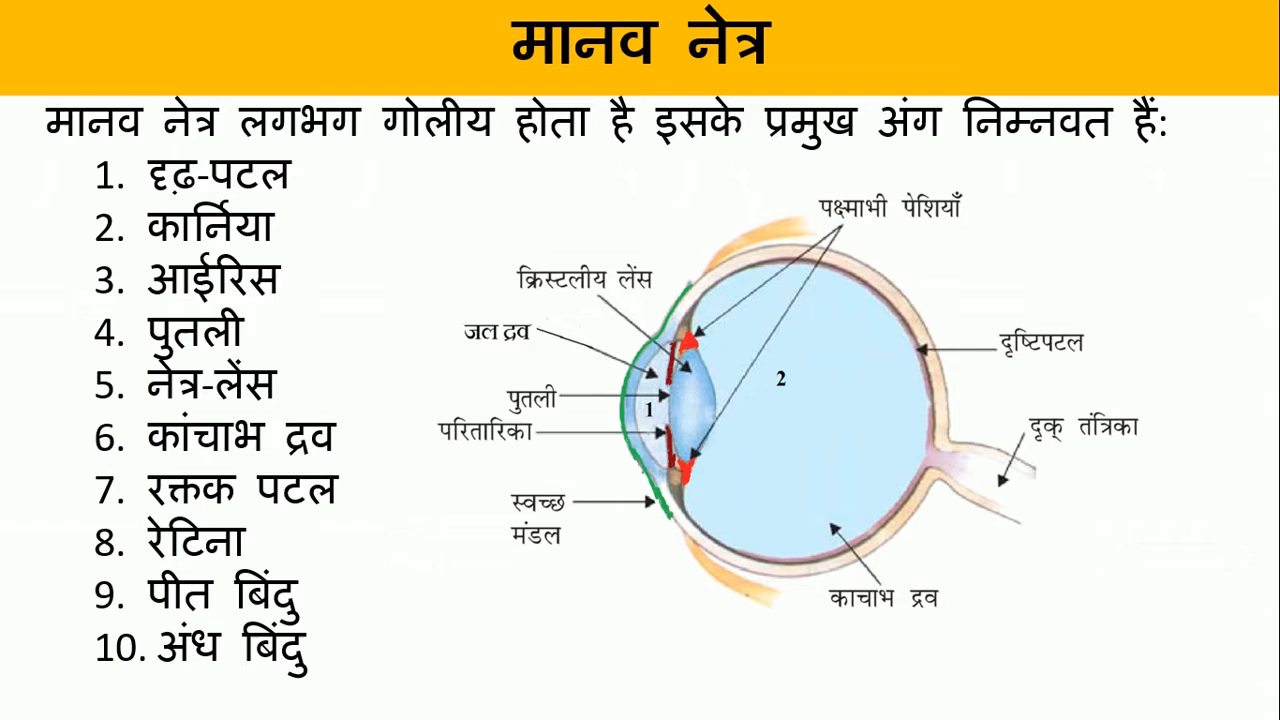 मानव नेत्र
मानव नेत्र लगभग गोलीय होता है इसके प्रमुख अंग निम्नवत हैं:
1. दृढ़-पटल
2. कार्निया
3. आईरिस
4. पुतली
5. नेत्र-लेंस
6. कांचाभ द्रव
7. रक्तक पटल
8. रेटिना
9. पीत बिंदु
10. अंध बिंदु
पक्ष्माभी पेशियाँ
क्रिस्टलीय लेंस
जल द्रव
दृष्टिपटल
2
पुतली
1
परितारिका
दृक् तंत्रिका
स्वच्छ
मंडल
काचाभ द्रव